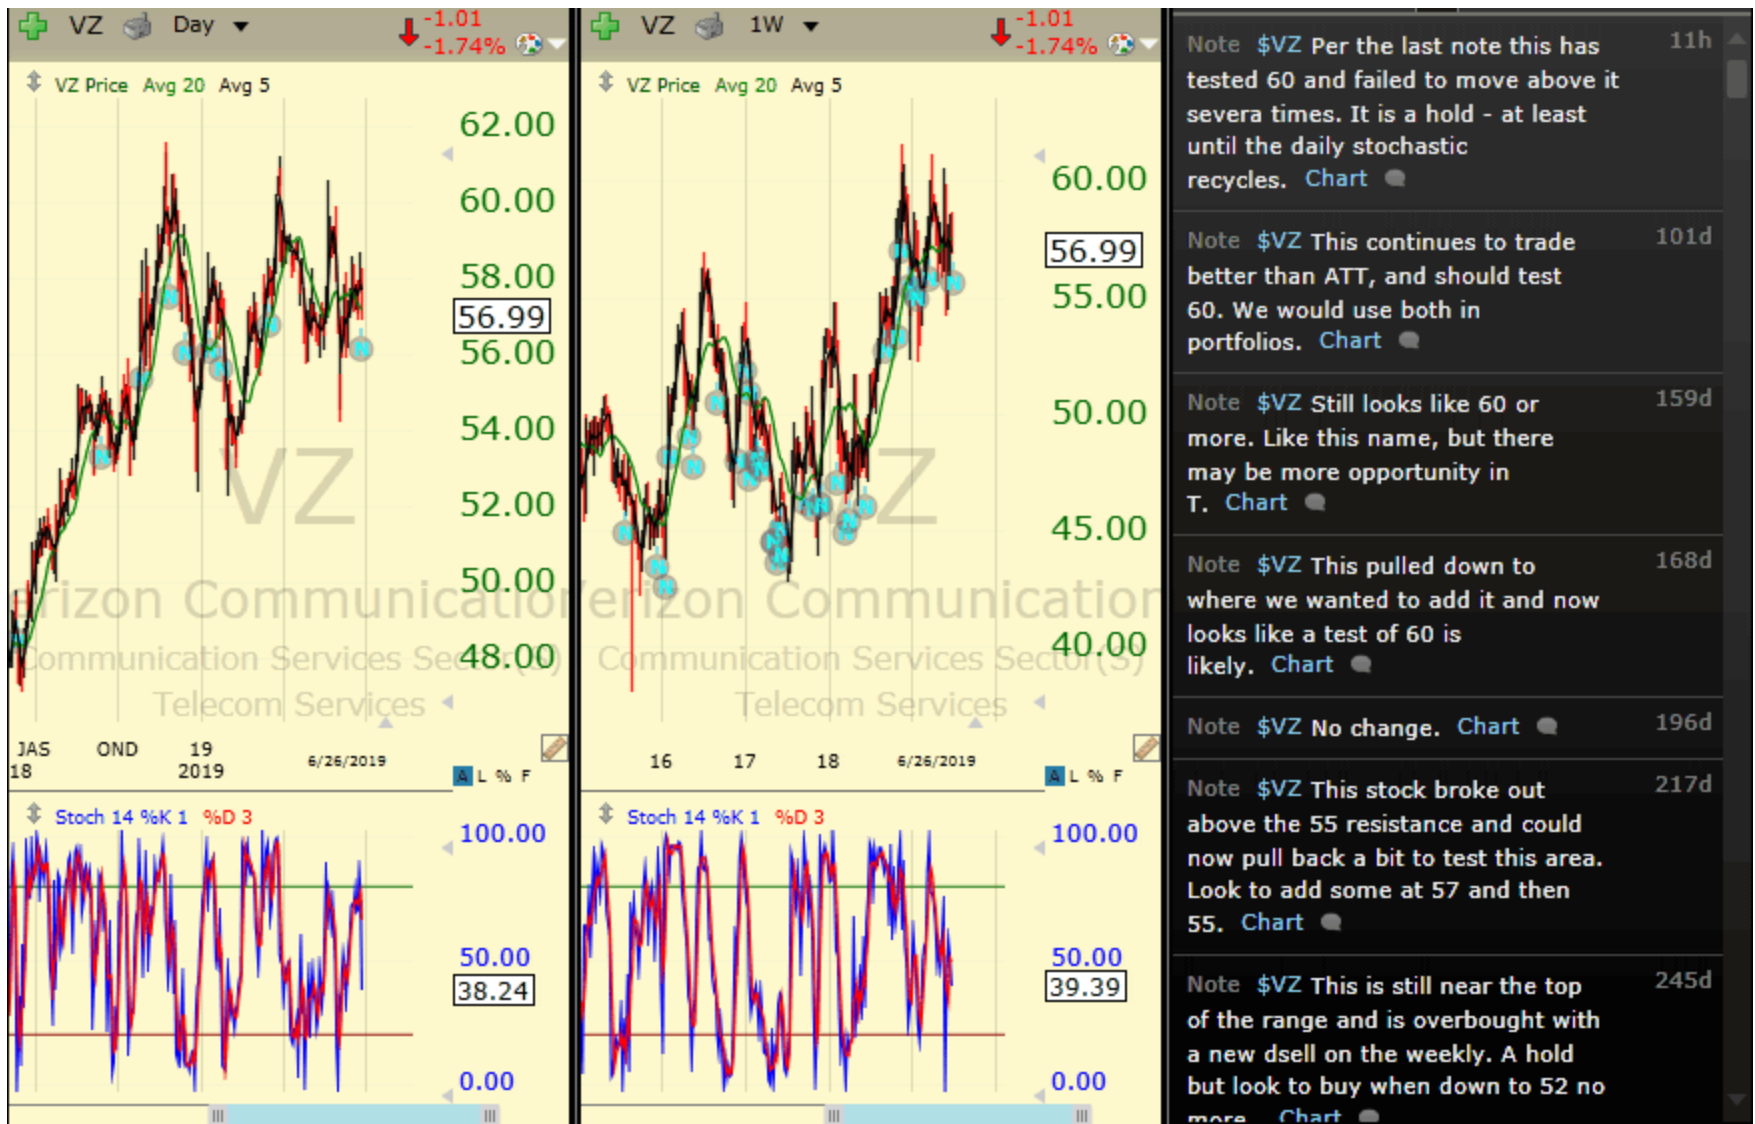 VZ Day
-1.01
-1.74%
VZ Price Avg 20 Avg 5
62.00
60.00
58.00
56.99
56.00
54.00
52.00
50.00
48.00
VZ
erizon Communication
Communication Services Sector(S)
Telecom Services
JAS OND 19
18 2019 6/26/2019
A L % F
Stoch 14 %K 1 %D 3
100.00
50.00
38.24
0.00
VZ 1W
-1.01
-1.74%
VZ Price Avg 20 Avg 5
60.00
56.99
55.00
50.00
45.00
40.00
Z
Verizon Communication
Communication Services Sector(S)
Telecom Services
16 17 18 6/26/2019
A L % F
Stoch 14 %K 1 %D 3
100.00
50.00
39.39
0.00
Note $VZ Per the last note this has 11h
tested 60 and failed to move above it
severa times. It is a hold - at least
until the daily stochastic
recycles. Chart
Note $VZ This continues to trade 101d
better than ATT, and should test
60. We would use both in
portfolios. Chart
Note $VZ Still looks like 60 or 159d
more. Like this name, but there
may be more opportunity in
T. Chart
Note $VZ This pulled down to 168d
where we wanted to add it and now
looks like a test of 60 is
likely. Chart
Note $VZ No change. Chart 196d
Note $VZ This stock broke out 217d
above the 55 resistance and could
now pull back a bit to test this area.
Look to add some at 57 and then
55. Chart
Note $VZ This is still near the top 245d
of the range and is overbought with
a new dsell on the weekly. A hold
but look to buy when down to 52 no
more. Chart